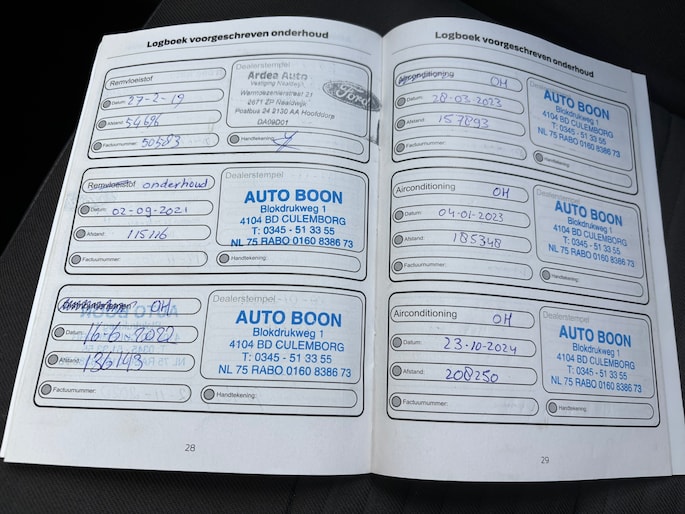 Logboek voorgeschreven onderhoud
Remvloeistof
Datum: 27-2-19
Afstand: 54696
Factuurnummer: 50583
Dealerstempel
Ardea Auto
Vestiging Noordwijk
Warmoezenierstraat 21
2671 ZP Naaldwijk
Postbus 24 2130 AA Hoofddorp
DA09D01
Ford
Handtekening:
Remvloeistof onderhoud
Datum: 02-09-2021
Afstand: 115116
Factuurnummer:
Dealerstempel
AUTO BOON
Blokdrukweg 1
4104 BD CULEMBORG
T: 0345 - 51 33 55
NL 75 RABO 0160 8386 73
Handtekening:
OH
Datum: 16-6-2022
Afstand: 136143
Factuurnummer:
Dealerstempel
AUTO BOON
Blokdrukweg 1
4104 BD CULEMBORG
T: 0345 - 51 33 55
NL 75 RABO 0160 8386 73
Handtekening:
28
Logboek voorgeschreven onderhoud
Airconditioning OH
Datum: 28-03-2023
Afstand: 157893
Factuurnummer:
Dealerstempel
AUTO BOON
Blokdrukweg 1
4104 BD CULEMBORG
T: 0345 - 51 33 55
NL 75 RABO 0160 8386 73
Handtekening:
Airconditioning OH
Datum: 04-01-2023
Afstand: 185348
Factuurnummer:
Dealerstempel
AUTO BOON
Blokdrukweg 1
4104 BD CULEMBORG
T: 0345 - 51 33 55
NL 75 RABO 0160 8386 73
Handtekening:
Airconditioning OH
Datum: 23-10-2024
Afstand: 208250
Factuurnummer:
Dealerstempel
AUTO BOON
Blokdrukweg 1
4104 BD CULEMBORG
T: 0345 - 51 33 55
NL 75 RABO 0160 8386 73
Handtekening:
29